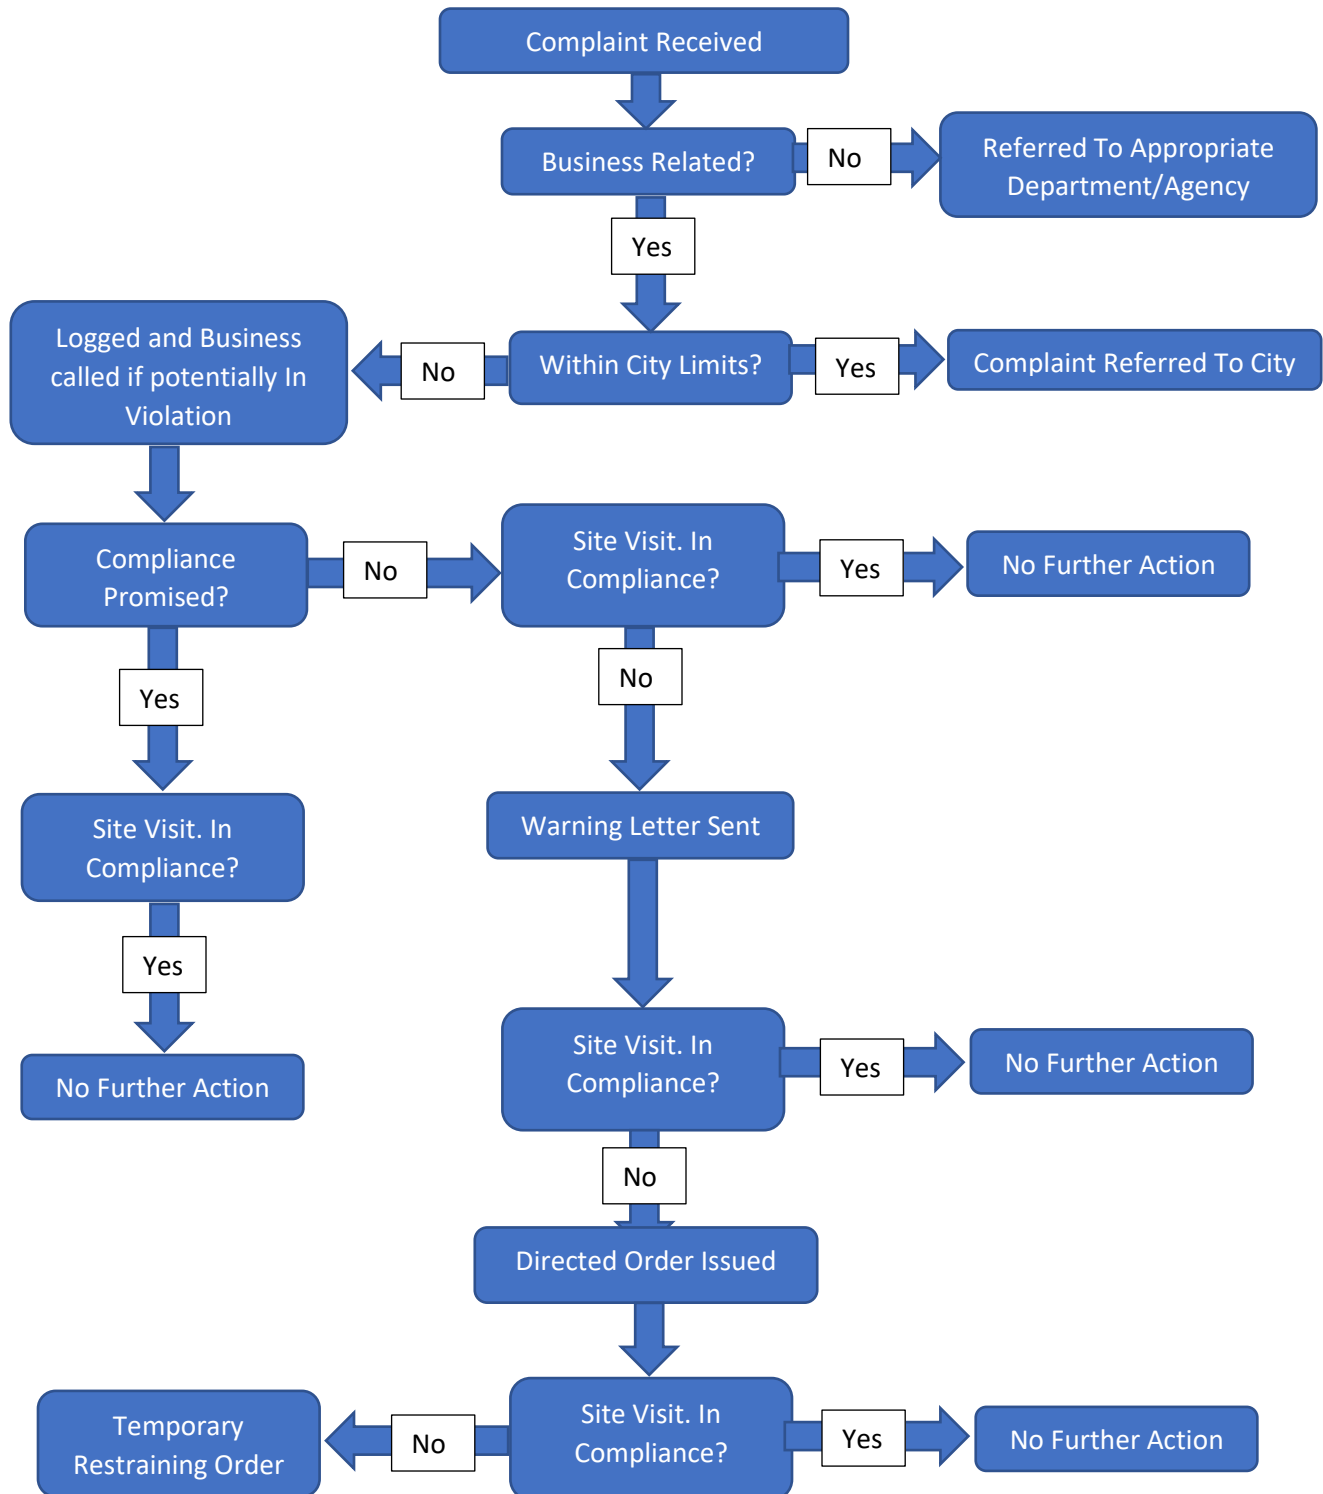 Complaint Received
Business Related?
No
Referred To Appropriate
Department/Agency
Yes
Logged and Business
called if potentially In
Violation
No
Within City Limits?
Yes
Complaint Referred To City
Compliance
Promised?
No
Site Visit. In
Compliance?
Yes
No Further Action
Yes
No
Site Visit. In
Compliance?
Warning Letter Sent
Yes
No Further Action
Site Visit. In
Compliance?
Yes
No Further Action
No
Directed Order Issued
Temporary
Restraining Order
No
Site Visit. In
Compliance?
Yes
No Further Action